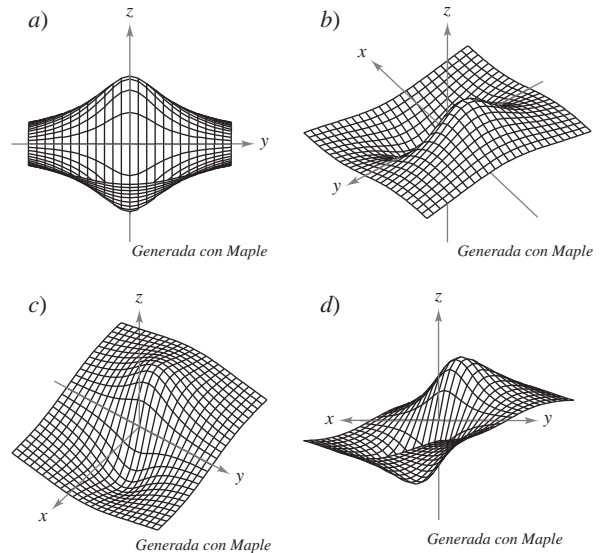 a)
z
y
Generada con Maple
b)
z
x
y
Generada con Maple
c)
z
y
x
Generada con Maple
d)
z
x
y
Generada con Maple